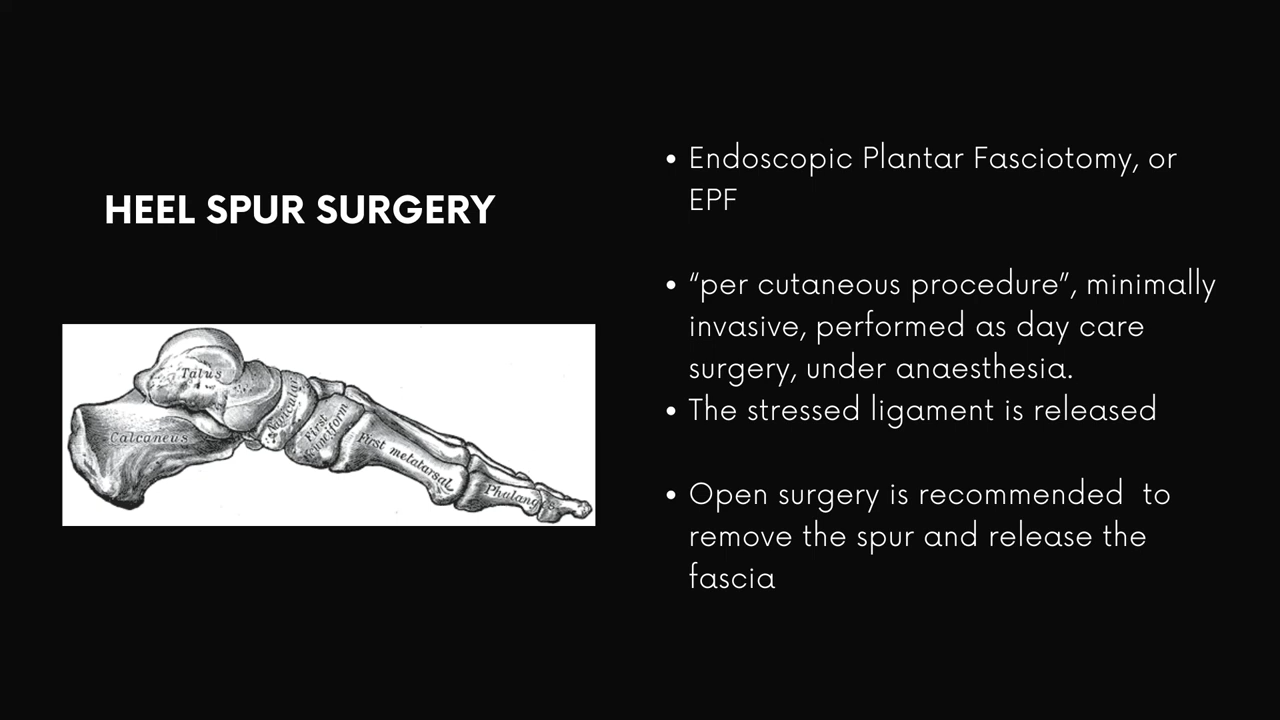 HEEL SPUR SURGERY
Talus
Calcaneus
Navicular
First
cuneiform
First metatarsal
Phalanges
• Endoscopic Plantar Fasciotomy, or
EPF
• “per cutaneous procedure”, minimally
invasive, performed as day care
surgery, under anaesthesia.
• The stressed ligament is released
• Open surgery is recommended  to
remove the spur and release the
fascia